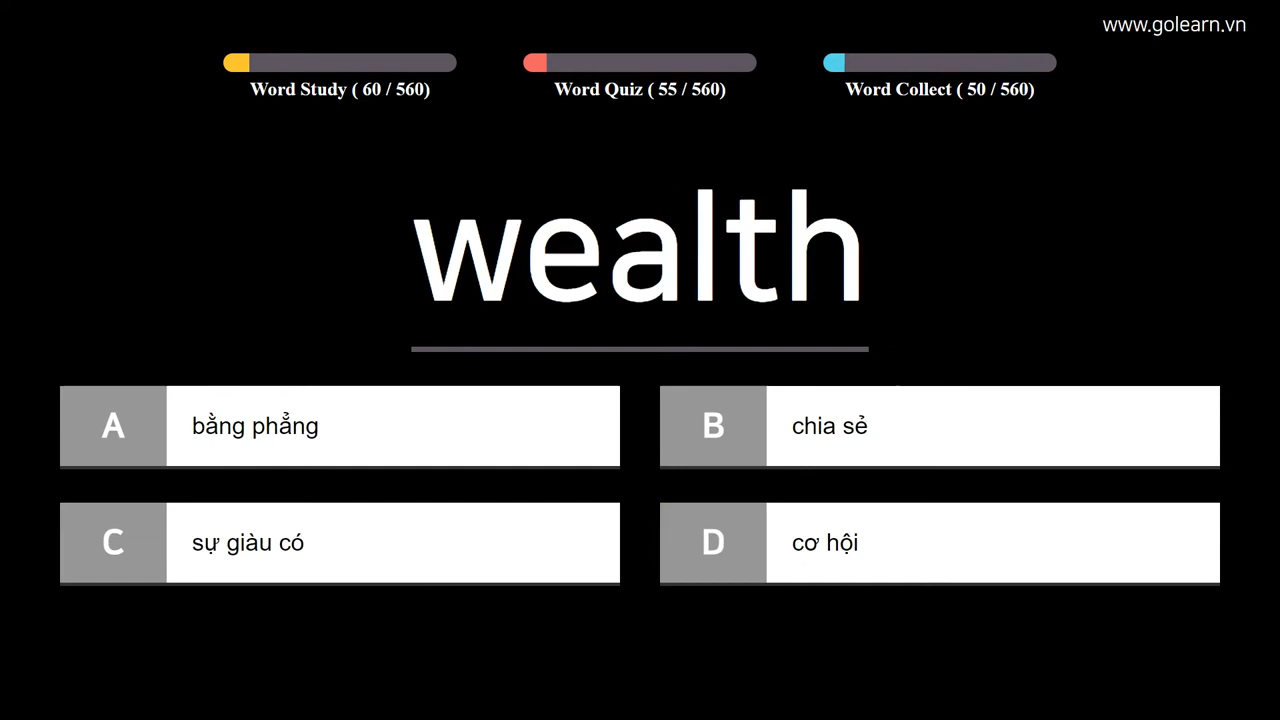 www.golearn.vn
Word Study ( 60 / 560)
Word Quiz ( 55 / 560)
Word Collect ( 50 / 560)
wealth
A bằng phẳng
B chia sẻ
C sự giàu có
D cơ hội